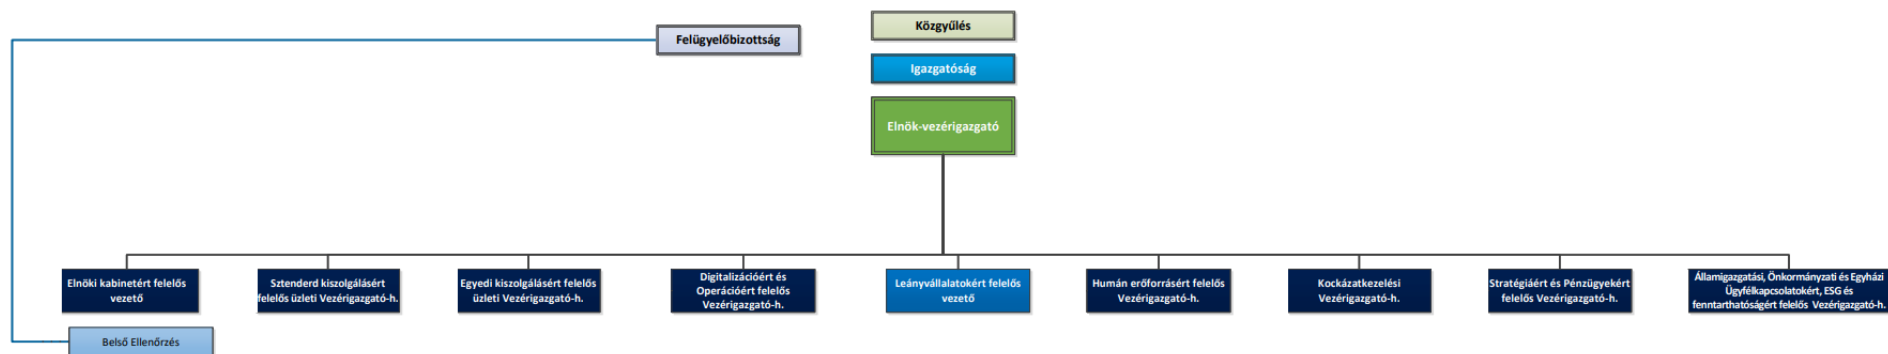 Közgyűlés
Felügyelőbizottság
Igazgatóság
Elnök-vezérigazgató
Elnöki kabinetért felelős
vezető
Sztenderd kiszolgálásért
felelős üzleti Vezérigazgató-h.
Egyedi kiszolgálásért felelős
üzleti Vezérigazgató-h.
Digitalizációért és
Operációért felelős
Vezérigazgató-h.
Leányvállalatokért felelős
vezető
Humán erőforrásért felelős
Vezérigazgató-h.
Kockázatkezelési
Vezérigazgató-h.
Stratégiáért és Pénzügyekért
felelős Vezérigazgató-h.
Államigazgatási, Önkormányzati és Egyházi
Ügyfélkapcsolatokért, ESG és
fenntarthatóságért felelős Vezérigazgató-h.
Belső Ellenőrzés